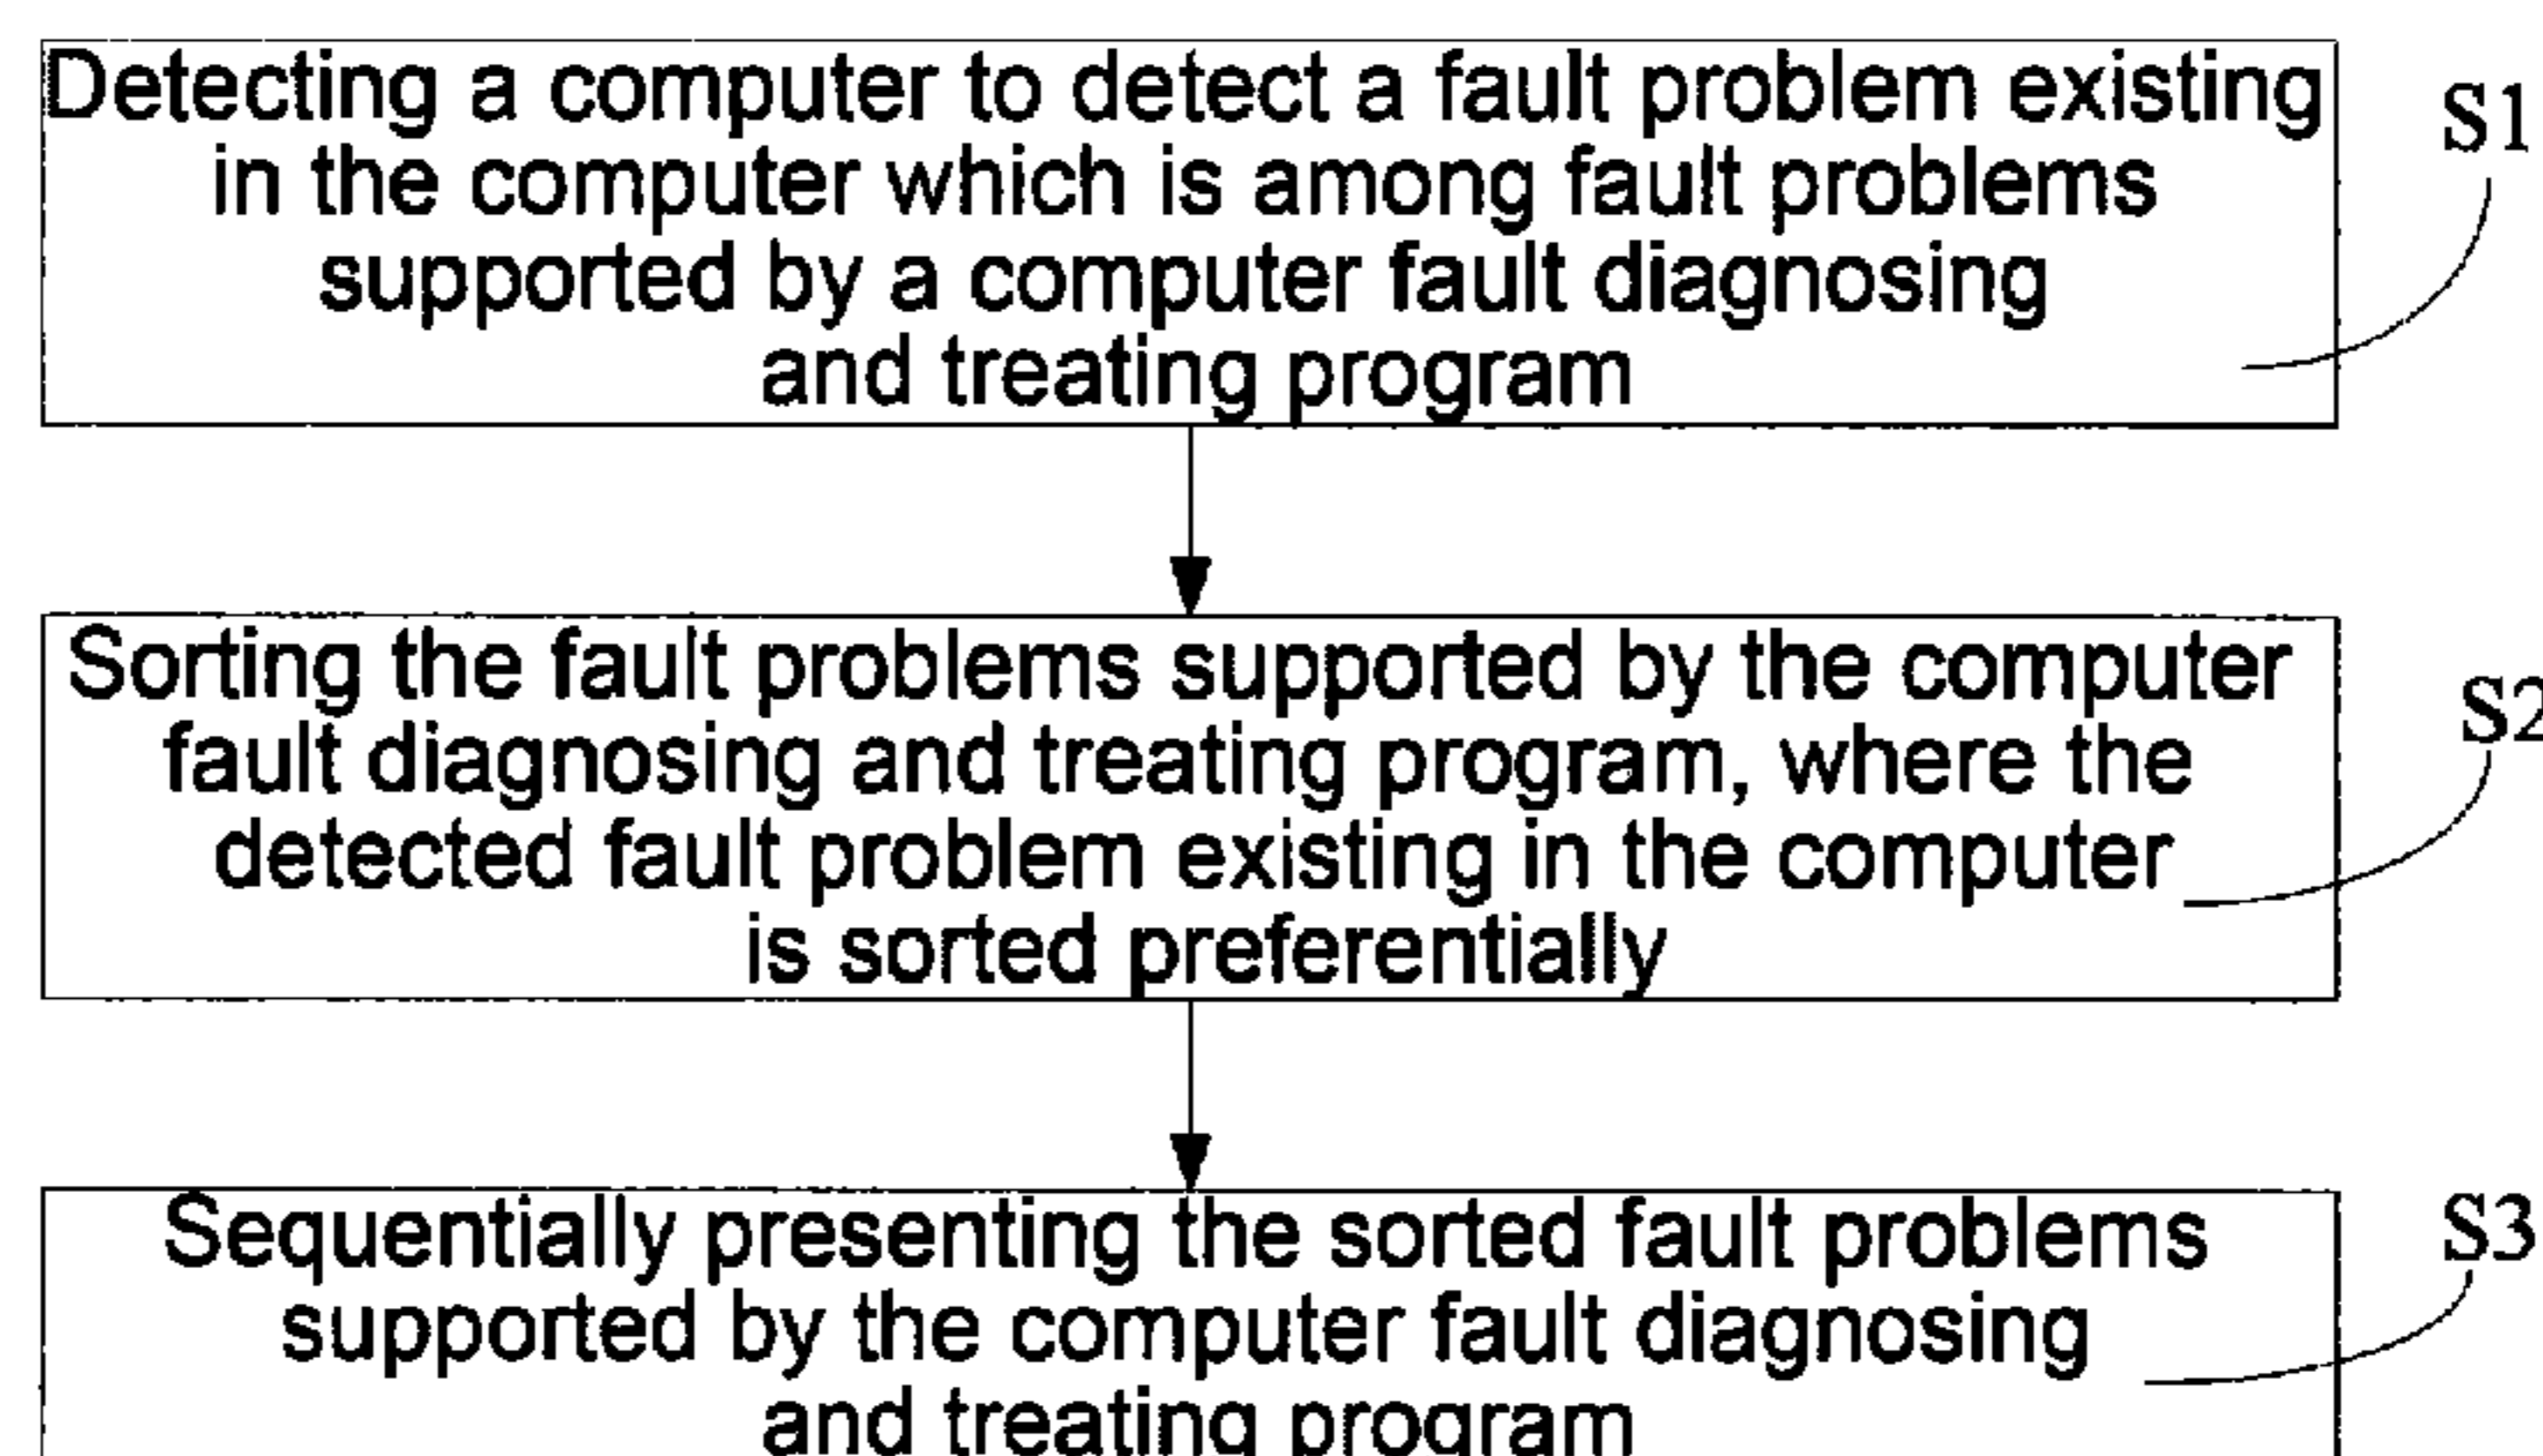 Detecting a computer to detect a fault problem existing
in the computer which is among fault problems
supported by a computer fault diagnosing
and treating program
S1
Sorting the fault problems supported by the computer
fault diagnosing and treating program, where the
detected fault problem existing in the computer
is sorted preferentially
S2
Sequentially presenting the sorted fault problems
supported by the computer fault diagnosing
and treating program
S3